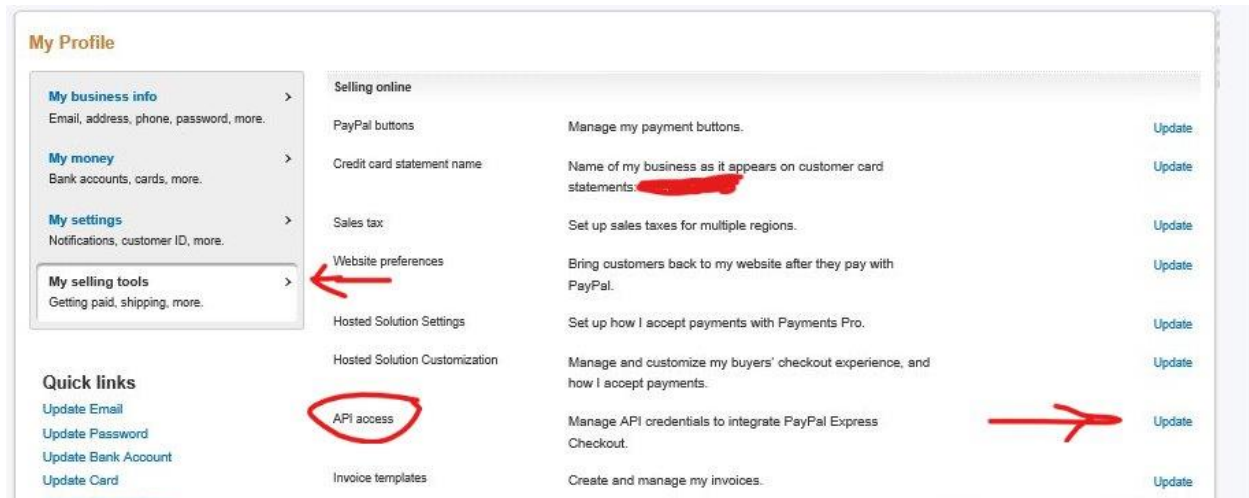 My Profile
My business info
Email, address, phone, password, more.
My money
Bank accounts, cards, more.
My settings
Notifications, customer ID, more.
My selling tools
Getting paid, shipping, more.
Quick links
Update Email
Update Password
Update Bank Account
Update Card
Selling online
PayPal buttons
Manage my payment buttons.
Update
Credit card statement name
Name of my business as it appears on customer card
statements:
Update
Sales tax
Set up sales taxes for multiple regions.
Update
Website preferences
Bring customers back to my website after they pay with
PayPal.
Update
Hosted Solution Settings
Set up how I accept payments with Payments Pro.
Update
Hosted Solution Customization
Manage and customize my buyers' checkout experience, and
how I accept payments.
Update
API access
Manage API credentials to integrate PayPal Express
Checkout.
Update
Invoice templates
Create and manage my invoices.
Update